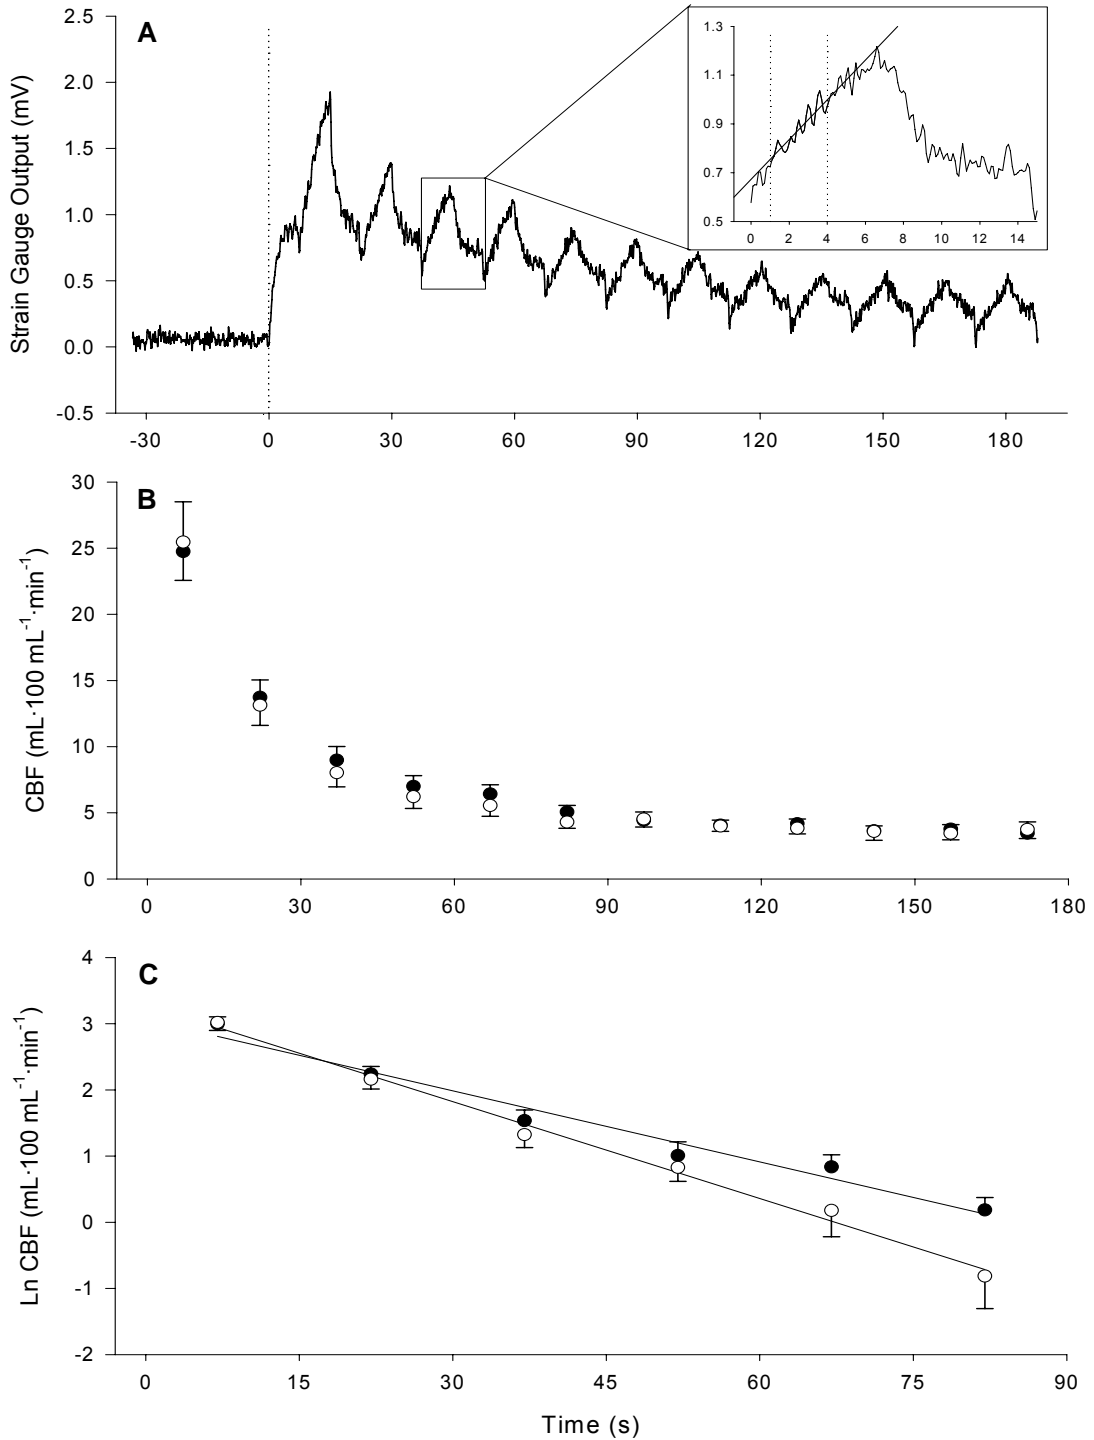 A
Strain Gauge Output (mV)
2.5
2.0
1.5
1.0
0.5
0.0
-0.5
-30 0 30 60 90 120 150 180
1.3
1.1
0.9
0.7
0.5
0 2 4 6 8 10 12 14
B
CBF (mL·100 mL⁻¹·min⁻¹)
30
25
20
15
10
5
0
0 30 60 90 120 150 180
C
Ln CBF (mL·100 mL⁻¹·min⁻¹)
4
3
2
1
0
-1
-2
0 15 30 45 60 75 90
Time (s)